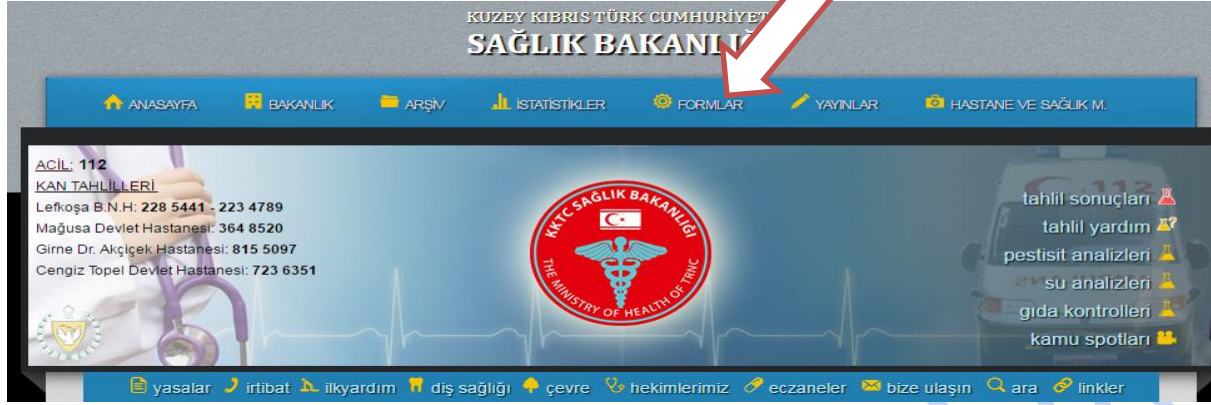 KUZEY KIBRIS TÜRK CUMHURİYET
SAĞLIK BAKANLIĞ
ANASAYFA BAKANLIK ARŞİV İSTATİSTİKLER FORMLAR YAYINLAR HASTANE VE SAĞLIK M.
ACİL: 112
KAN TAHLİLLERİ
Lefkoşa B.N.H: 228 5441 - 223 4789
Mağusa Devlet Hastanesi: 364 8520
Girne Dr. Akçiçek Hastanesi: 815 5097
Cengiz Topel Devlet Hastanesi: 723 6351
KKTC SAĞLIK BAKANLIĞI
THE MINISTRY OF HEALTH OF TRNC
112
tahlil sonuçları
tahlil yardım
pestisit analizleri
su analizleri
gıda kontrolleri
kamu spotları
yasalar irtibat ilkyardım diş sağlığı çevre hekimlerimiz eczaneler bize ulaşın ara linkler